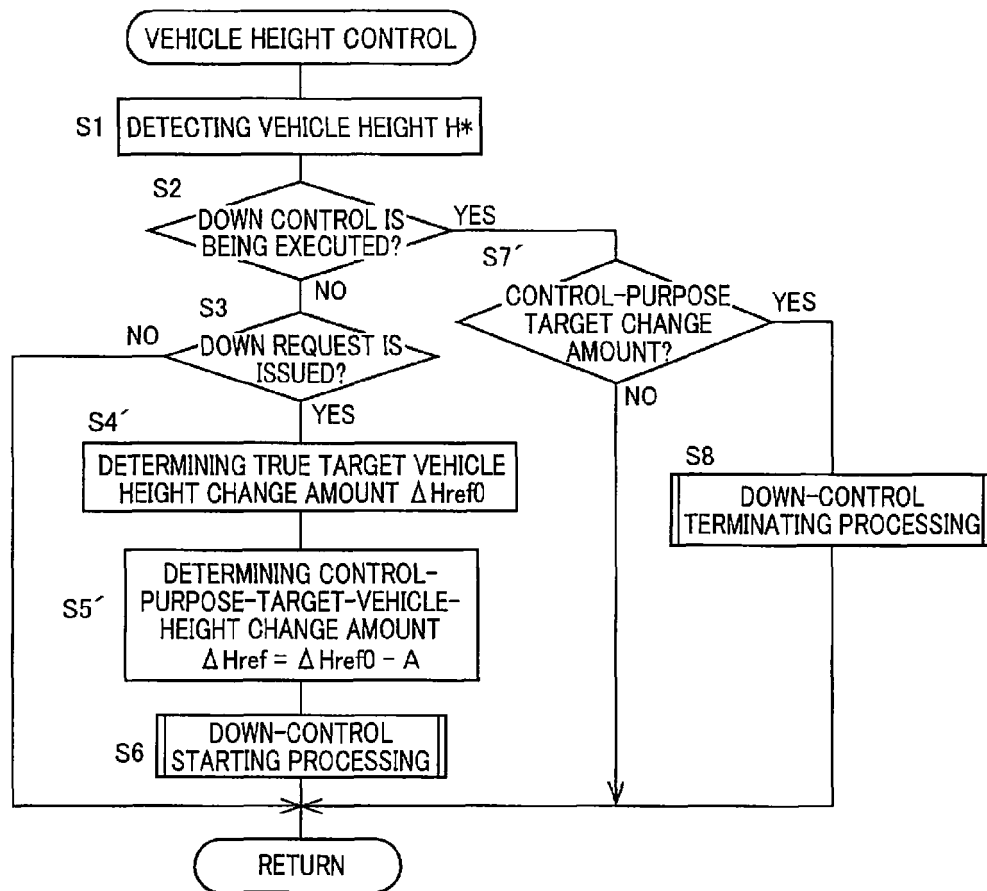 VEHICLE HEIGHT CONTROL
S1
DETECTING VEHICLE HEIGHT H*
S2
DOWN CONTROL IS
BEING EXECUTED?
YES
NO
S3
DOWN REQUEST IS
ISSUED?
NO
YES
S4´
DETERMINING TRUE TARGET VEHICLE
HEIGHT CHANGE AMOUNT ΔHref0
S5´
DETERMINING CONTROL-
PURPOSE-TARGET-VEHICLE-
HEIGHT CHANGE AMOUNT
ΔHref = ΔHref0 - A
S6
DOWN-CONTROL
STARTING PROCESSING
S7´
CONTROL-PURPOSE
TARGET CHANGE
AMOUNT?
YES
NO
S8
DOWN-CONTROL
TERMINATING PROCESSING
RETURN